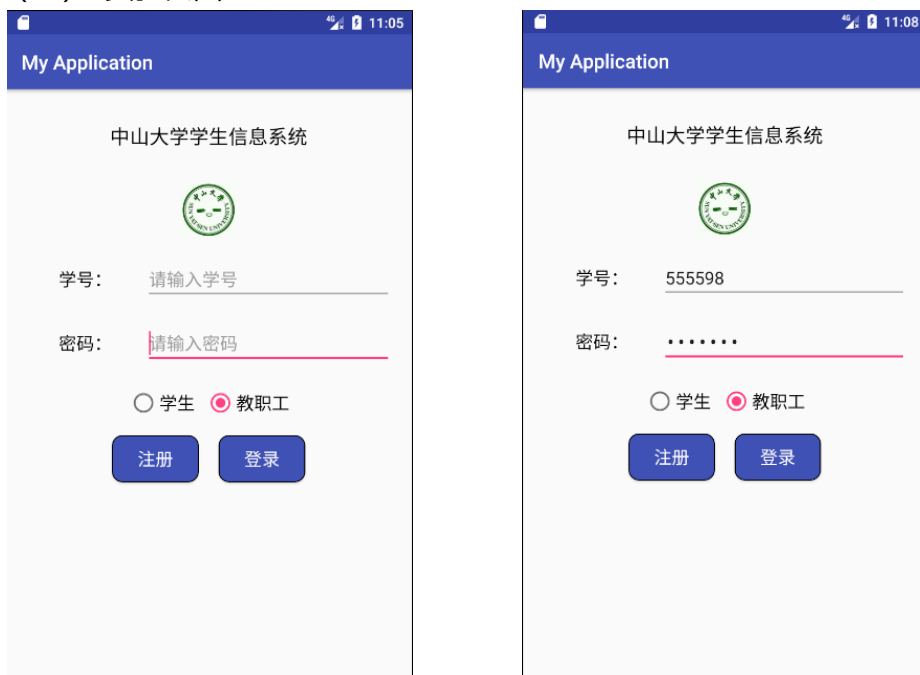 11:05
My Application
中山大学学生信息系统
学号： 请输入学号
密码： 请输入密码
学生 教职工
注册 登录
11:08
My Application
中山大学学生信息系统
学号： 555598
密码： ·······
学生 教职工
注册 登录